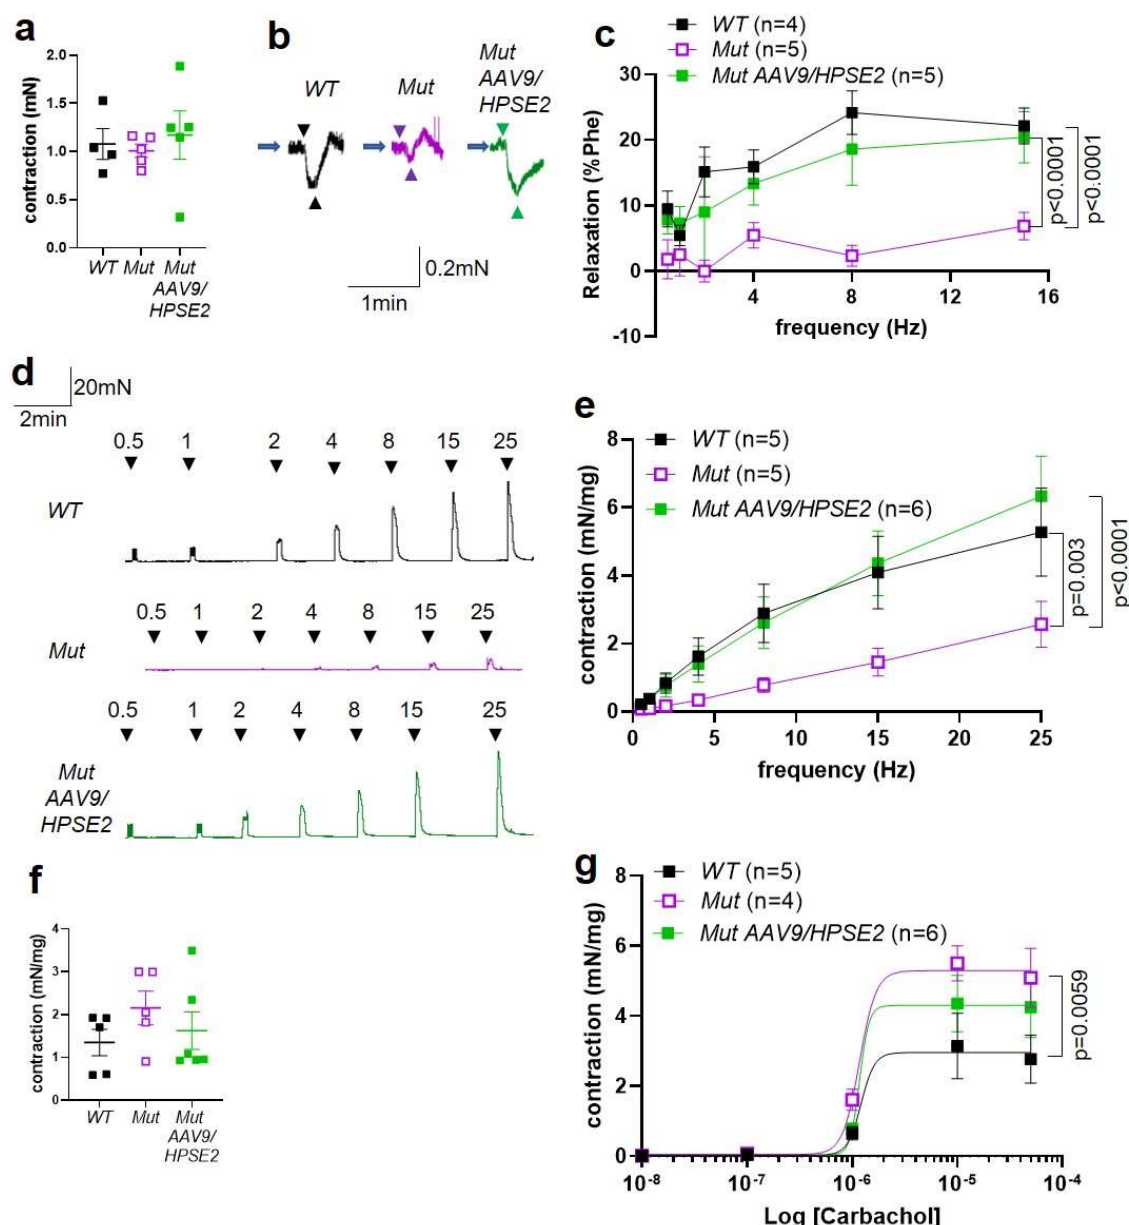 a
contraction (mN)
2.0
1.5
1.0
0.5
0.0
WT
Mut
Mut
AAV9/
HPSE2
b
WT
Mut
Mut
AAV9/
HPSE2
0.2mN
1min
c
WT (n=4)
Mut (n=5)
Mut AAV9/HPSE2 (n=5)
Relaxation (%Phe)
30
20
10
0
-10
4
8
12
16
frequency (Hz)
p<0.0001
p<0.0001
d
20mN
2min
0.5 1 2 4 8 15 25
WT
0.5 1 2 4 8 15 25
Mut
0.5 1 2 4 8 15 25
Mut
AAV9/
HPSE2
e
WT (n=5)
Mut (n=5)
Mut AAV9/HPSE2 (n=6)
contraction (mN/mg)
8
6
4
2
0
0 5 10 15 20 25
frequency (Hz)
p=0.003
p<0.0001
f
contraction (mN/mg)
4
3
2
1
0
WT
Mut
Mut
AAV9/
HPSE2
g
WT (n=5)
Mut (n=4)
Mut AAV9/HPSE2 (n=6)
contraction (mN/mg)
8
6
4
2
0
10-8 10-7 10-6 10-5 10-4
Log [Carbachol]
p=0.0059